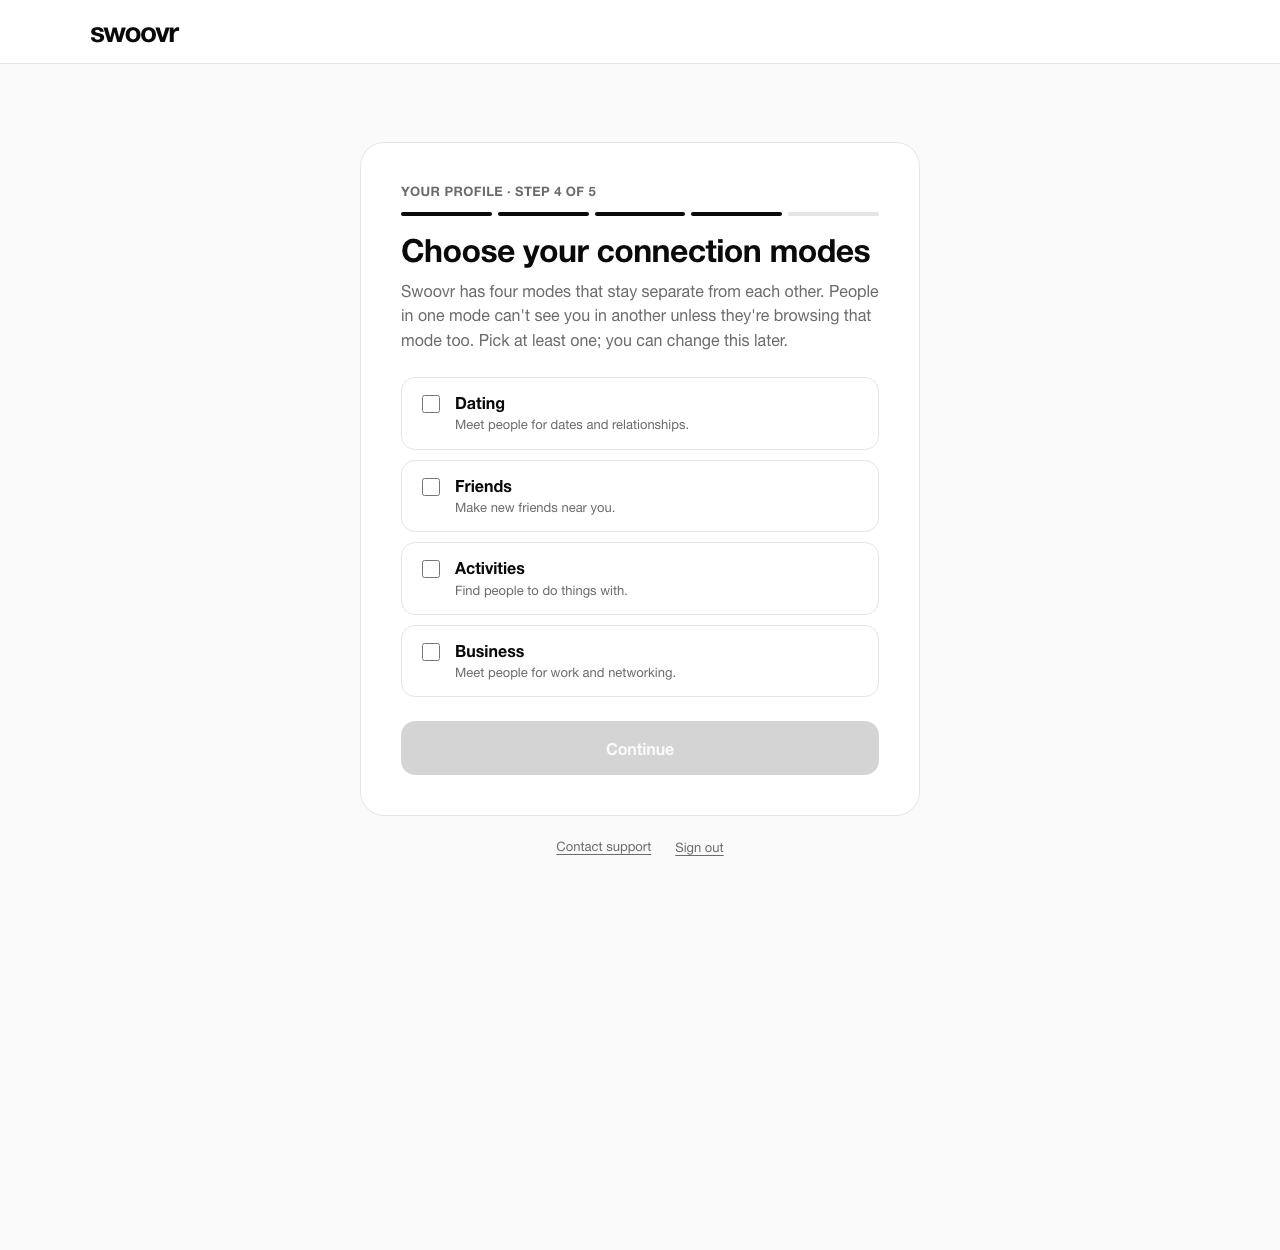 swoovr
YOUR PROFILE · STEP 4 OF 5
Choose your connection modes
Swoovr has four modes that stay separate from each other. People
in one mode can't see you in another unless they're browsing that
mode too. Pick at least one; you can change this later.
Dating
Meet people for dates and relationships.
Friends
Make new friends near you.
Activities
Find people to do things with.
Business
Meet people for work and networking.
Continue
Contact support Sign out